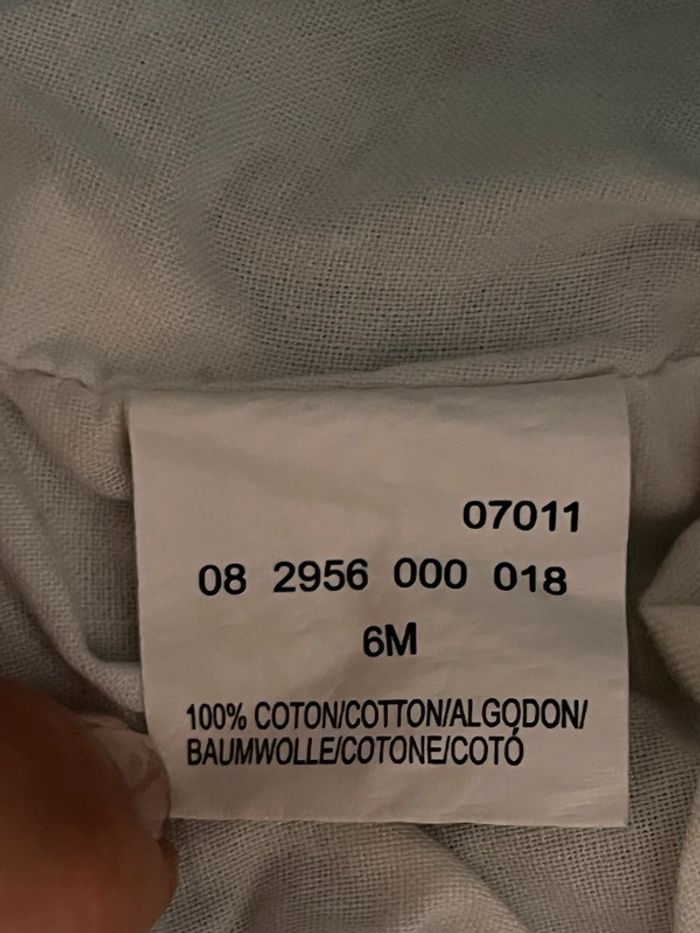 07011
08 2956 000 018
6M
100% COTON/COTTON/ALGODON/
BAUMWOLLE/COTONE/COTÓ